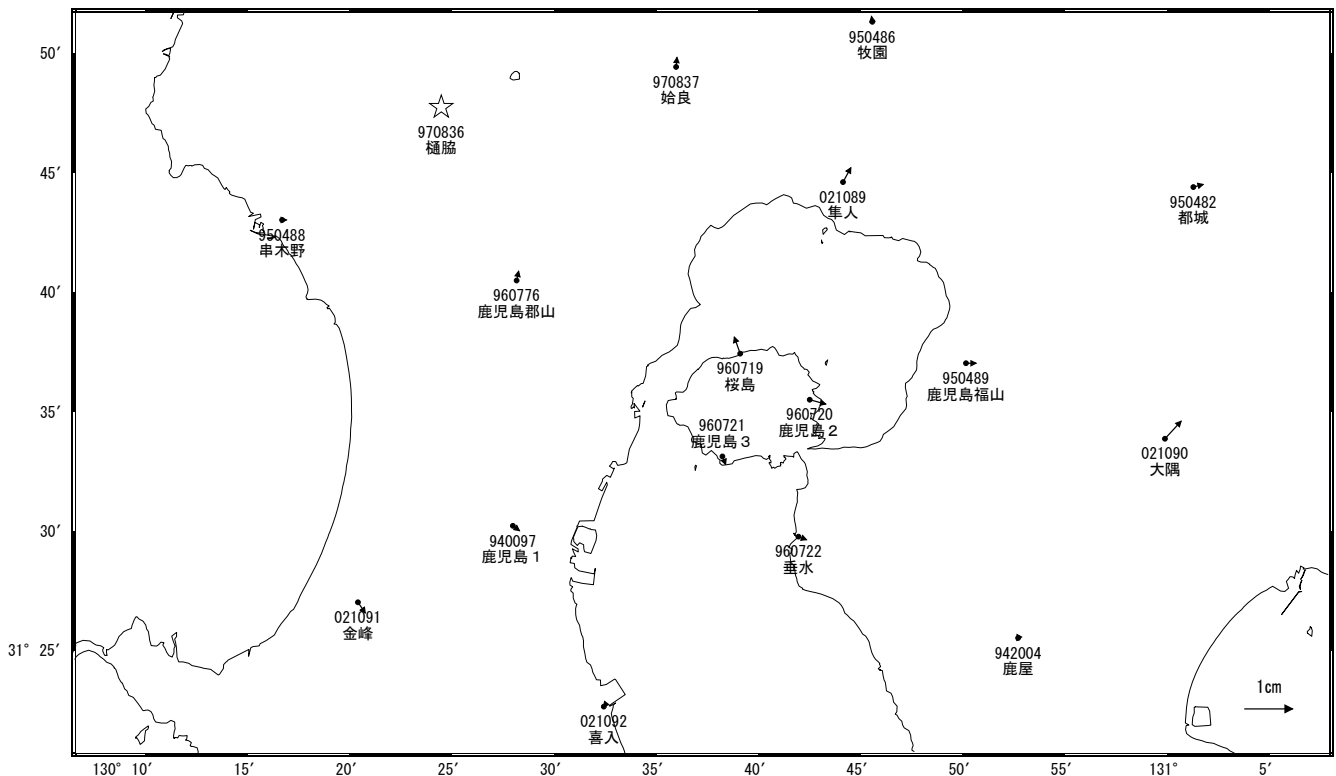 950486
牧園
50′
970837
姶良
970836
樋脇
45′
021089
隼人
950482
都城
950488
串木野
40′
960776
鹿児島郡山
960719
桜島
950489
鹿児島福山
35′
960720
鹿児島2
960721
鹿児島3
021090
大隅
30′
940097
鹿児島1
960722
垂水
021091
金峰
31° 25′
942004
鹿屋
1cm
021092
喜入
130° 10′ 15′ 20′ 25′ 30′ 35′ 40′ 45′ 50′ 55′ 131° 5′